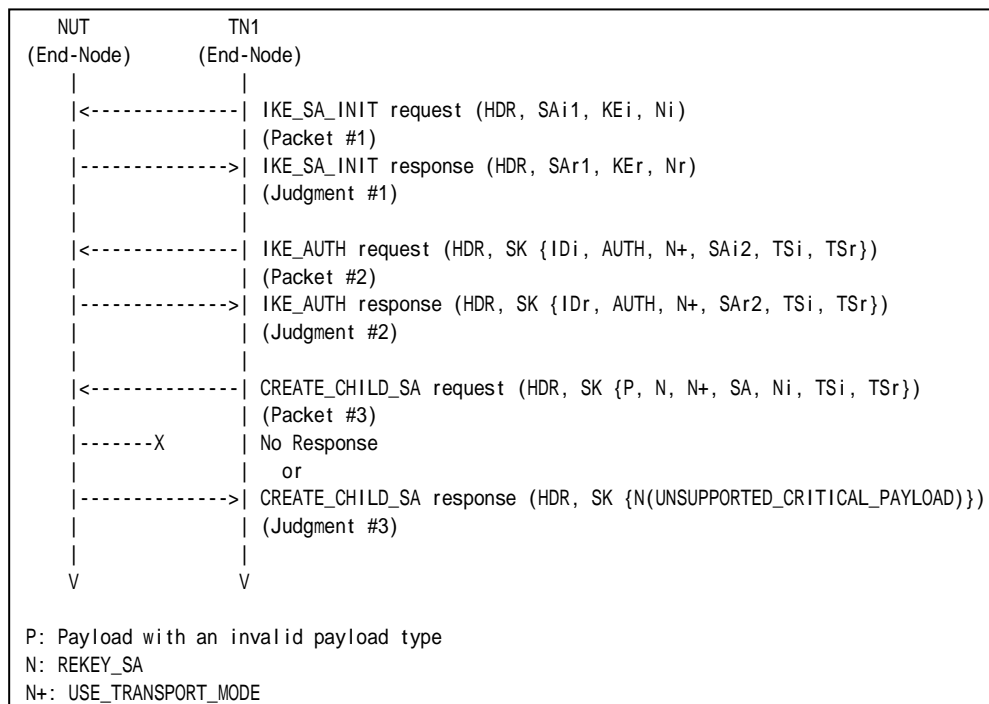 NUT TN1
(End-Node) (End-Node)
| |
|<--------------| IKE_SA_INIT request (HDR, SAi1, KEi, Ni)
| | (Packet #1)
|-------------->| IKE_SA_INIT response (HDR, SAr1, KEr, Nr)
| | (Judgment #1)
| |
|<--------------| IKE_AUTH request (HDR, SK {IDi, AUTH, N+, SAi2, TSi, TSr})
| | (Packet #2)
|-------------->| IKE_AUTH response (HDR, SK {IDr, AUTH, N+, SAr2, TSi, TSr})
| | (Judgment #2)
| |
|<--------------| CREATE_CHILD_SA request (HDR, SK {P, N, N+, SA, Ni, TSi, TSr})
| | (Packet #3)
|-------X | No Response
| | or
|-------------->| CREATE_CHILD_SA response (HDR, SK {N(UNSUPPORTED_CRITICAL_PAYLOAD)})
| | (Judgment #3)
| |
V V
P: Payload with an invalid payload type
N: REKEY_SA
N+: USE_TRANSPORT_MODE